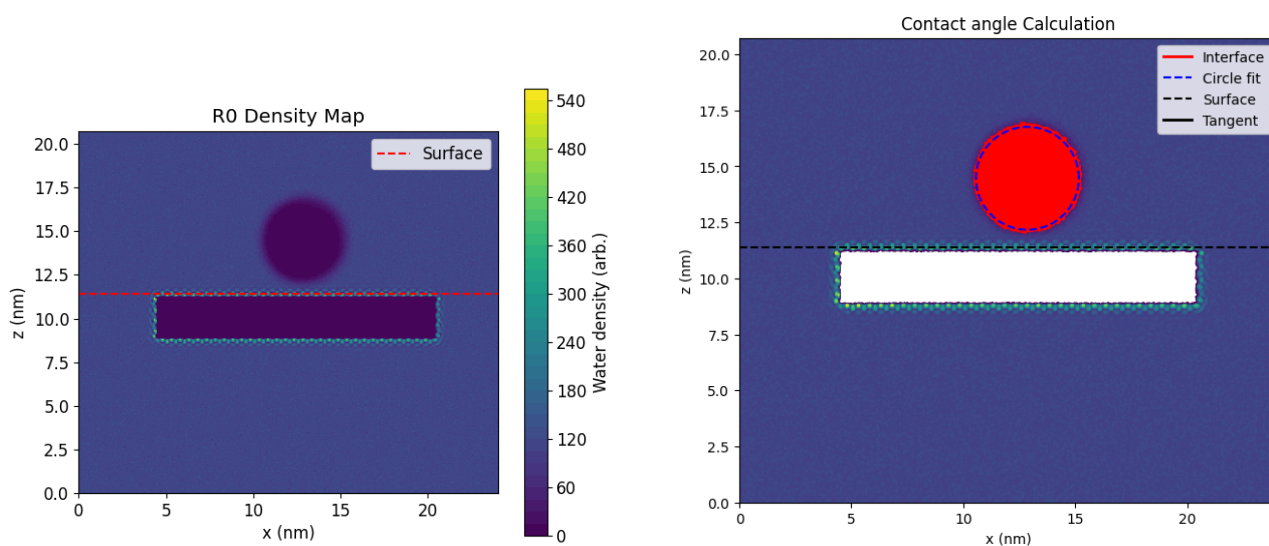 R0 Density Map
Surface
20.0
17.5
15.0
12.5
10.0
7.5
5.0
2.5
0.0
z (nm)
0 5 10 15 20
x (nm)
540
480
420
360
300
240
180
120
60
0
Water density (arb.)
Contact angle Calculation
Interface
Circle fit
Surface
Tangent
20.0
17.5
15.0
12.5
10.0
7.5
5.0
2.5
0.0
z (nm)
0 5 10 15 20
x (nm)